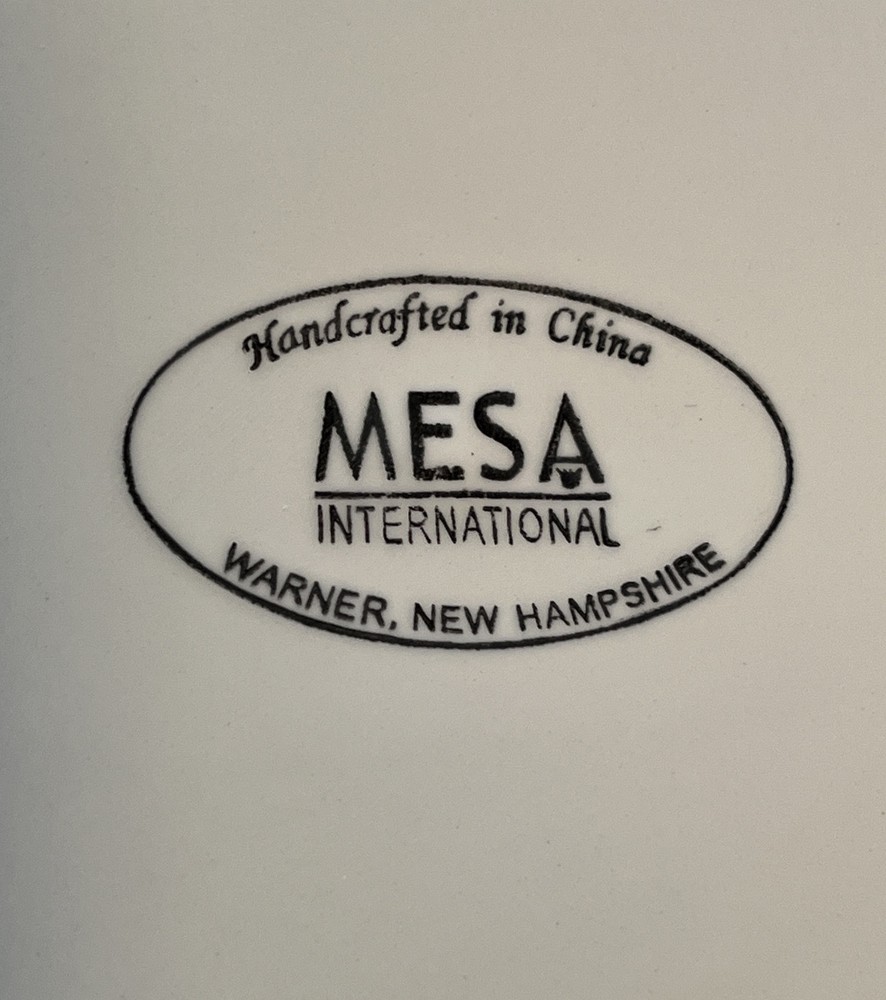 Handcrafted in China
MESA
INTERNATIONAL
WARNER, NEW HAMPSHIRE